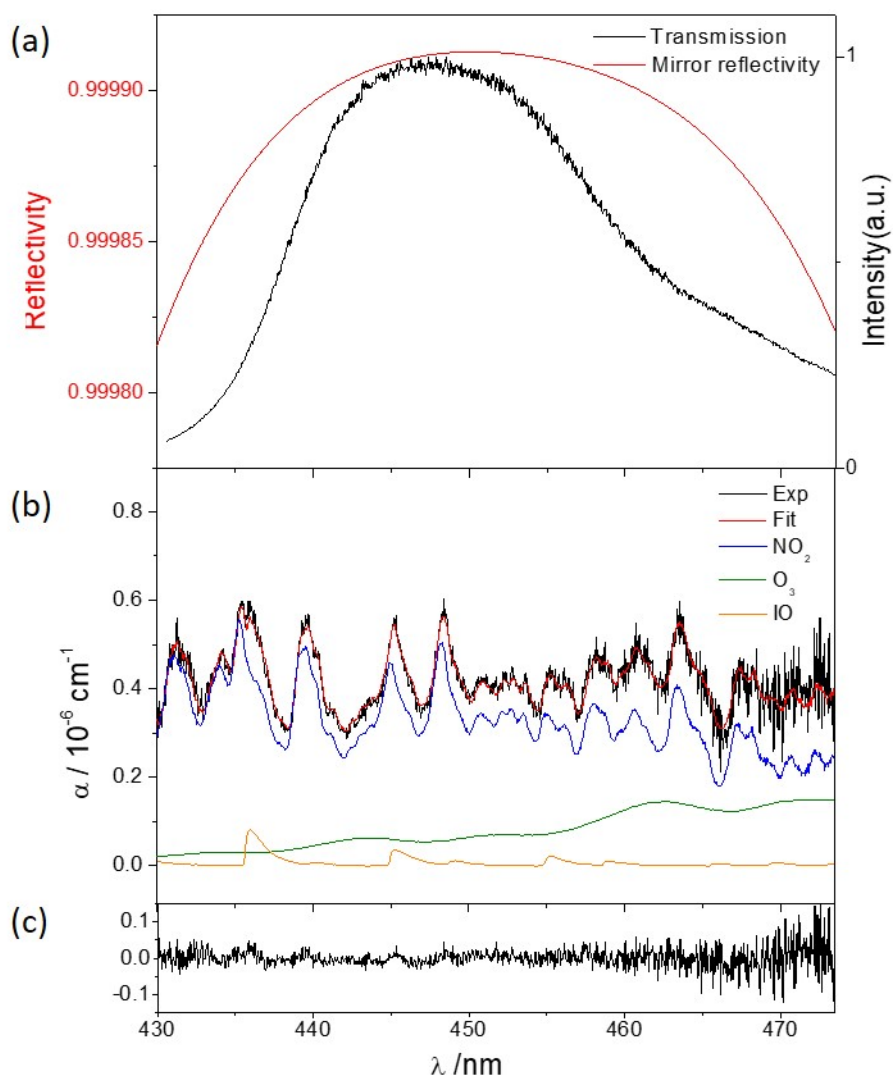 (a)
Transmission
Mirror reflectivity
1
0
Intensity(a.u.)
0.99990
0.99985
0.99980
Reflectivity
(b)
Exp
Fit
NO₂
O₃
IO
0.8
0.6
0.4
0.2
0.0
α / 10⁻⁶ cm⁻¹
(c)
0.1
0.0
-0.1
430 440 450 460 470
λ /nm